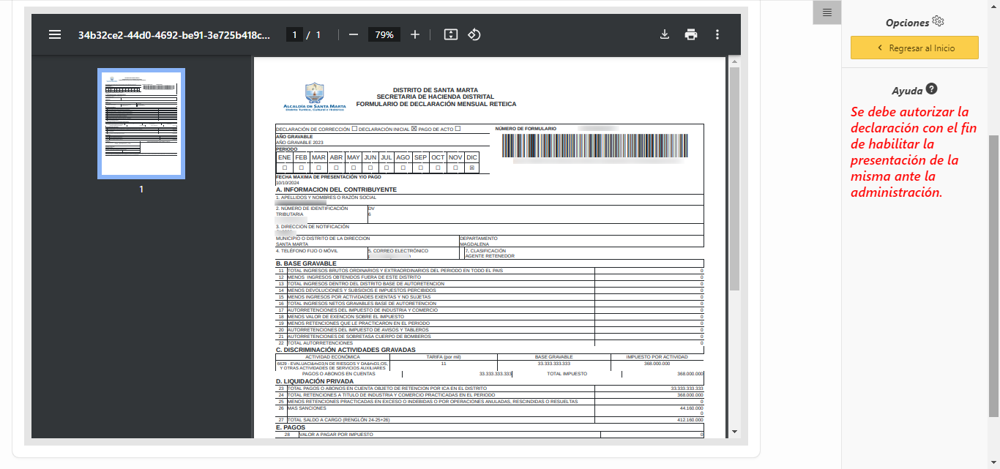 34b32ce2-44d0-4692-be91-3e725b418c...
1 / 1
79%
1
ALCALDÍA DE SANTA MARTA
Distrito Turístico, Cultural e Histórico
DISTRITO DE SANTA MARTA
SECRETARIA DE HACIENDA DISTRITAL
FORMULARIO DE DECLARACIÓN MENSUAL RETEICA
DECLARACIÓN DE CORRECCIÓN ☐ DECLARACIÓN INICIAL ☒ PAGO DE ACTO ☐
NÚMERO DE FORMULARIO
AÑO GRAVABLE
AÑO GRAVABLE 2023
PERIODO
ENE FEB MAR ABR MAY JUN JUL AGO SEP OCT NOV DIC
☐ ☐ ☐ ☐ ☐ ☐ ☐ ☐ ☐ ☐ ☐ ☒
FECHA MAXIMA DE PRESENTACIÓN Y/O PAGO
10/10/2024
A. INFORMACION DEL CONTRIBUYENTE
1. APELLIDOS Y NOMBRES O RAZÓN SOCIAL
2. NÚMERO DE IDENTIFICACIÓN TRIBUTARIA
DV
6
3. DIRECCIÓN DE NOTIFICACIÓN
MUNICIPIO O DISTRITO DE LA DIRECCION
SANTA MARTA
DEPARTAMENTO
MAGDALENA
4. TELÉFONO FIJO O MÓVIL
5. CORREO ELECTRÓNICO
7. CLASIFICACIÓN
AGENTE RETENEDOR
B. BASE GRAVABLE
11 TOTAL INGRESOS BRUTOS ORDINARIOS Y EXTRAORDINARIOS DEL PERIODO EN TODO EL PAIS 0
12 MENOS INGRESOS OBTENIDOS FUERA DE ESTE DISTRITO 0
13 TOTAL INGRESOS DENTRO DEL DISTRITO BASE DE AUTORETENCION 0
14 MENOS DEVOLUCIONES Y SUBSIDIOS E IMPUESTOS PERCIBIDOS 0
15 MENOS INGRESOS POR ACTIVIDADES EXENTAS Y NO SUJETAS 0
16 TOTAL INGRESOS NETOS GRAVABLES BASE DE AUTORETENCIÓN 0
17 AUTORRETENCIONES DEL IMPUESTO DE INDUSTRIA Y COMERCIO 0
18 MENOS VALOR DE EXENCION SOBRE EL IMPUESTO 0
19 MENOS RETENCIONES QUE LE PRACTICARON EN EL PERIODO 0
20 AUTORRETENCIONES DEL IMPUESTO DE AVISOS Y TABLEROS 0
21 AUTORRETENCIONES DE SOBRETASA CUERPO DE BOMBEROS 0
22 TOTAL AUTORRETENCIONES 0
C. DISCRIMINACIÓN ACTIVIDADES GRAVADAS
ACTIVIDAD ECONÓMICA TARIFA (por mil) BASE GRAVABLE IMPUESTO POR ACTIVIDAD
6629 - EVALUACI&#xD3;N DE RIESGOS Y DA&#xD1;OS, 11 33.333.333.333 368.000.000
Y OTRAS ACTIVIDADES DE SERVICIOS AUXILIARES
PAGOS O ABONOS EN CUENTAS 33.333.333.333 TOTAL IMPUESTO 368.000.000
D. LIQUIDACIÓN PRIVADA
23 TOTAL PAGOS O ABONOS EN CUENTA OBJETO DE RETENCION POR ICA EN EL DISTRITO 33.333.333.333
24 TOTAL RETENCIONES A TITULO DE INDUSTRIA Y COMERCIO PRACTICADAS EN EL PERIODO 368.000.000
25 MENOS RETENCIONES PRACTICADAS EN EXCESO O INDEBIDAS O POR OPERACIONES ANULADAS, RESCINDIDAS O RESUELTAS 0
26 MAS SANCIONES 44.160.000
0
27 TOTAL SALDO A CARGO (RENGLÓN 24-25+26) 412.160.000
E. PAGOS
28 VALOR A PAGAR POR IMPUESTO 0
Opciones
Regresar al Inicio
Ayuda
Se debe autorizar la
declaración con el fin
de habilitar la
presentación de la
misma ante la
administración.